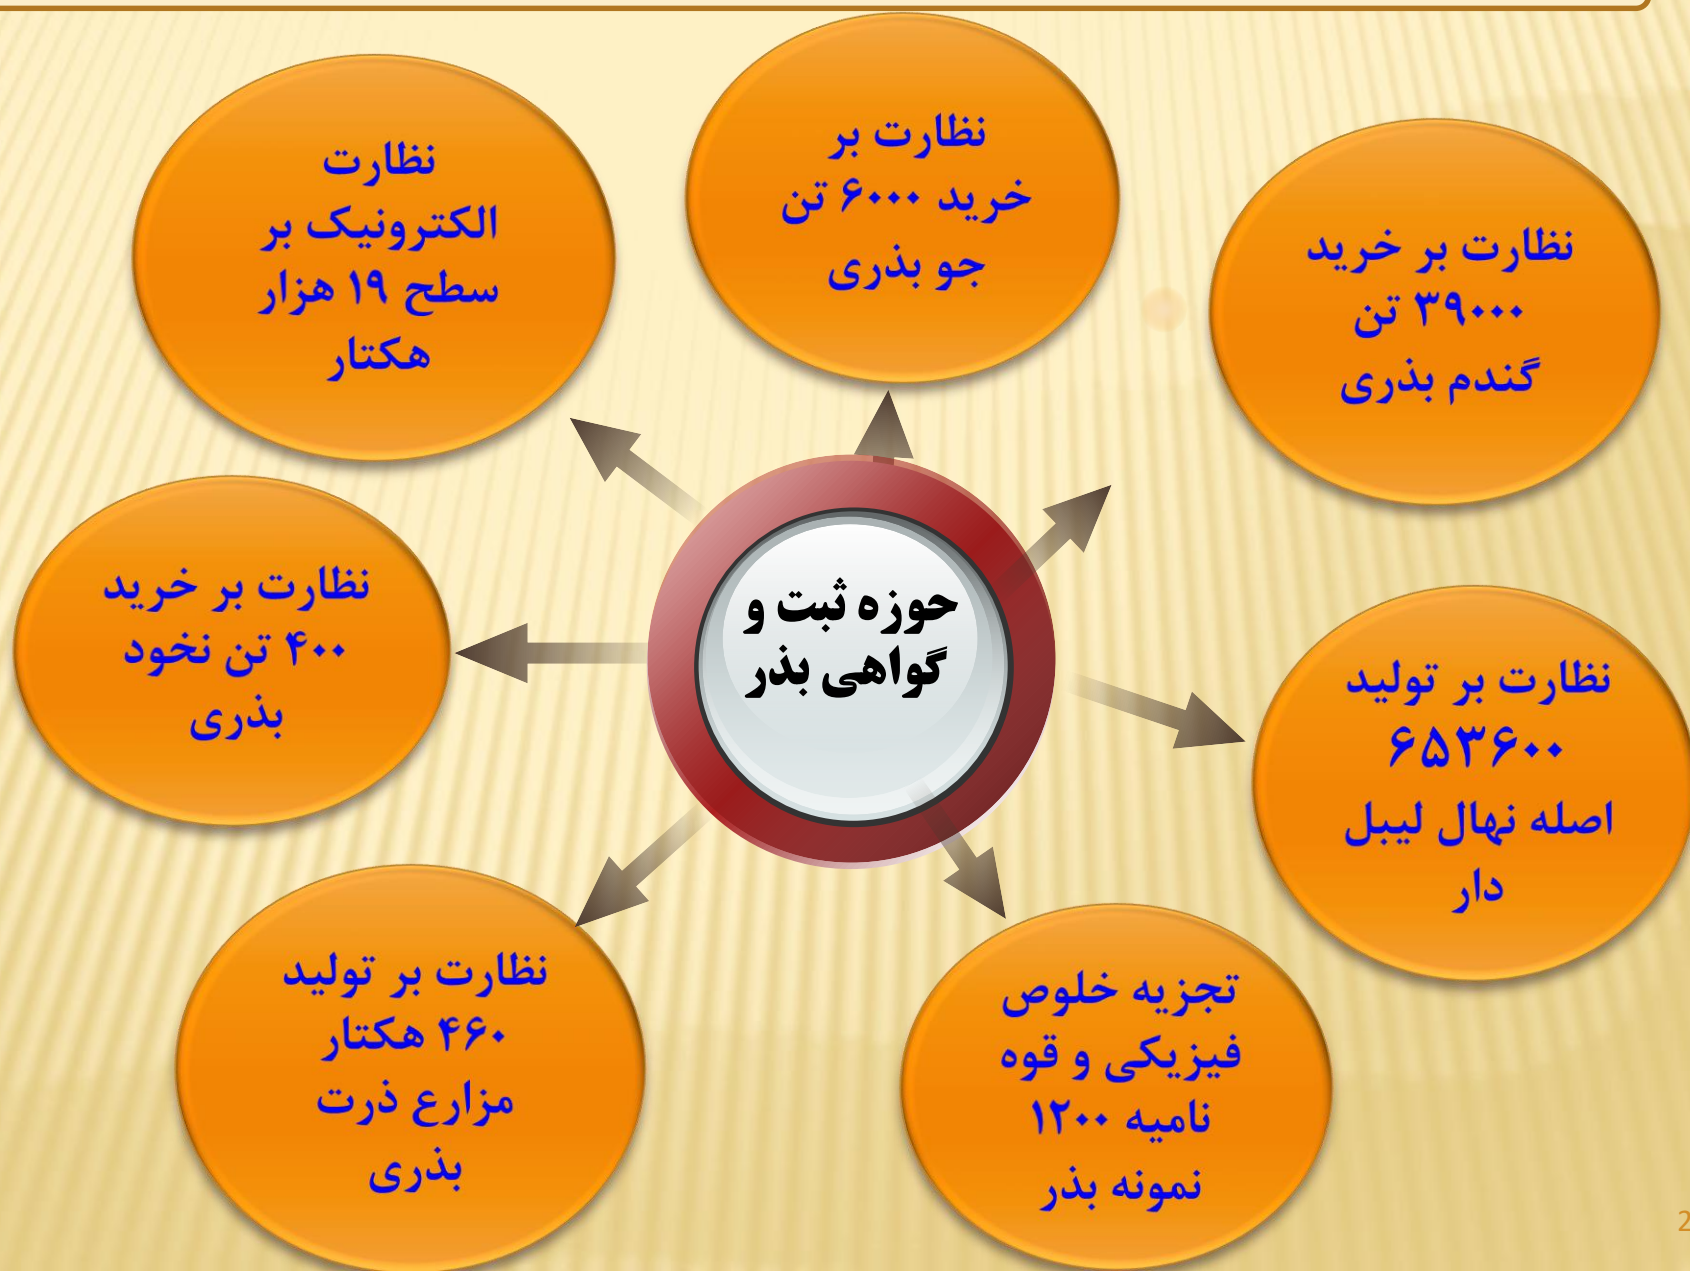 نظارت بر
خرید ۶۰۰۰ تن
جو بذری
نظارت بر خرید
۳۹۰۰۰ تن
گندم بذری
نظارت بر تولید
۶۵۳۶۰۰
اصله نهال لیبل
دار
تجزیه خلوص
فیزیکی و قوه
نامیه ۱۲۰۰
نمونه بذر
نظارت بر تولید
۴۶۰ هکتار
مزارع ذرت
بذری
نظارت بر خرید
۴۰۰ تن نخود
بذری
نظارت
الکترونیک بر
سطح ۱۹ هزار
هکتار
حوزه ثبت و
گواهی بذر
2